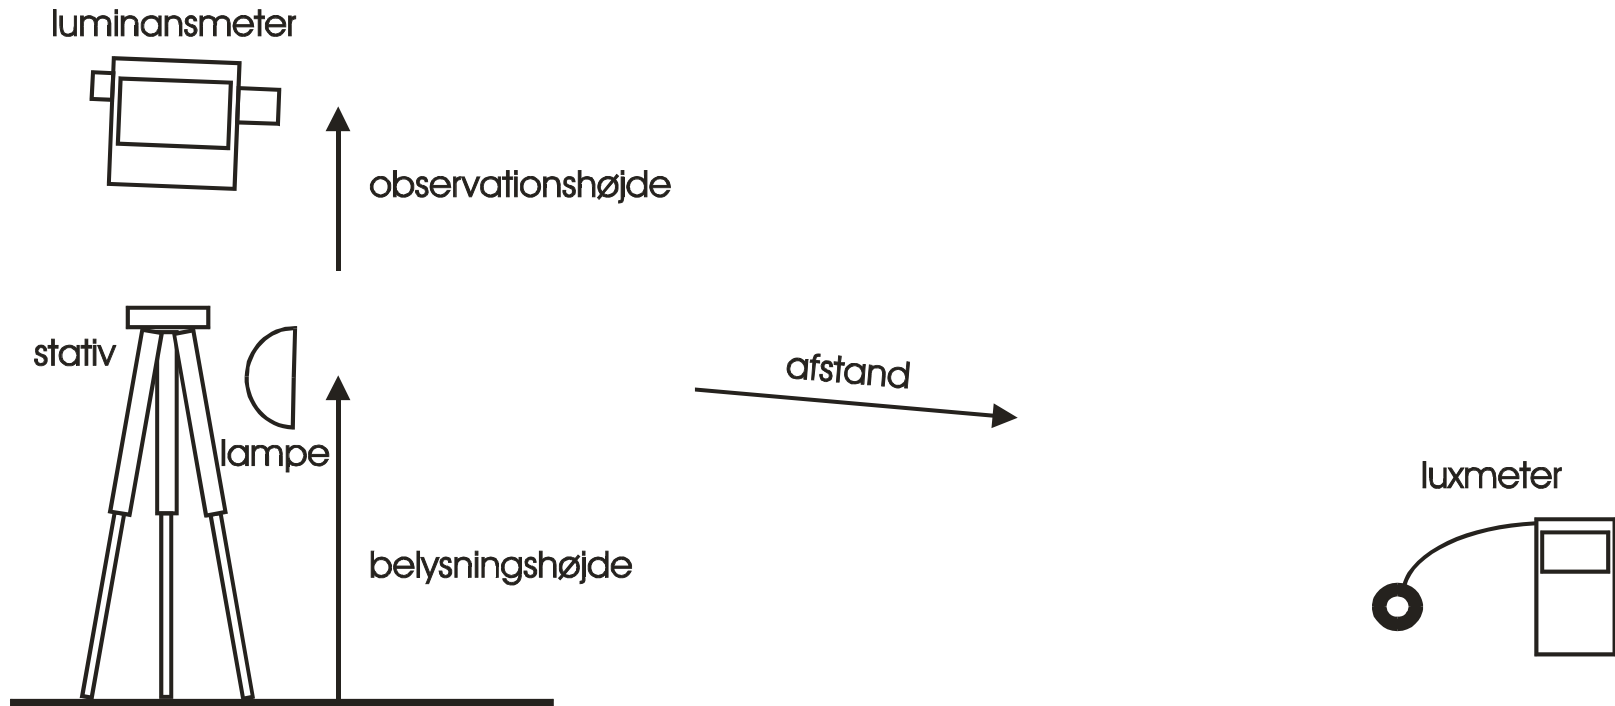 luminansmeter
observationshøjde
stativ
afstand
lampe
luxmeter
belysningshøjde